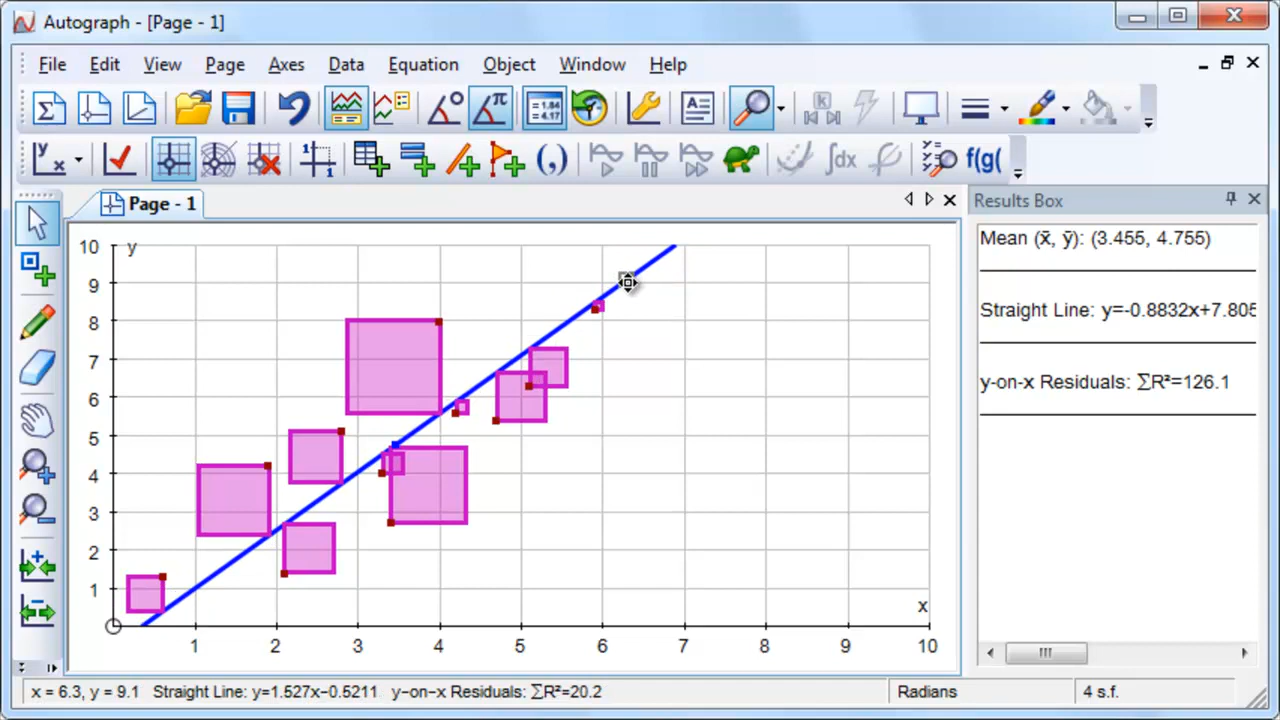 Autograph - [Page - 1]
File Edit View Page Axes Data Equation Object Window Help
Page - 1
Results Box
Mean (x̄, ȳ): (3.455, 4.755)
Straight Line: y=-0.8832x+7.805
y-on-x Residuals: ΣR²=126.1
y
10
9
8
7
6
5
4
3
2
1
x
1 2 3 4 5 6 7 8 9 10
x = 6.3, y = 9.1 Straight Line: y=1.527x−0.5211 y−on−x Residuals: ΣR²=20.2
Radians
4 s.f.